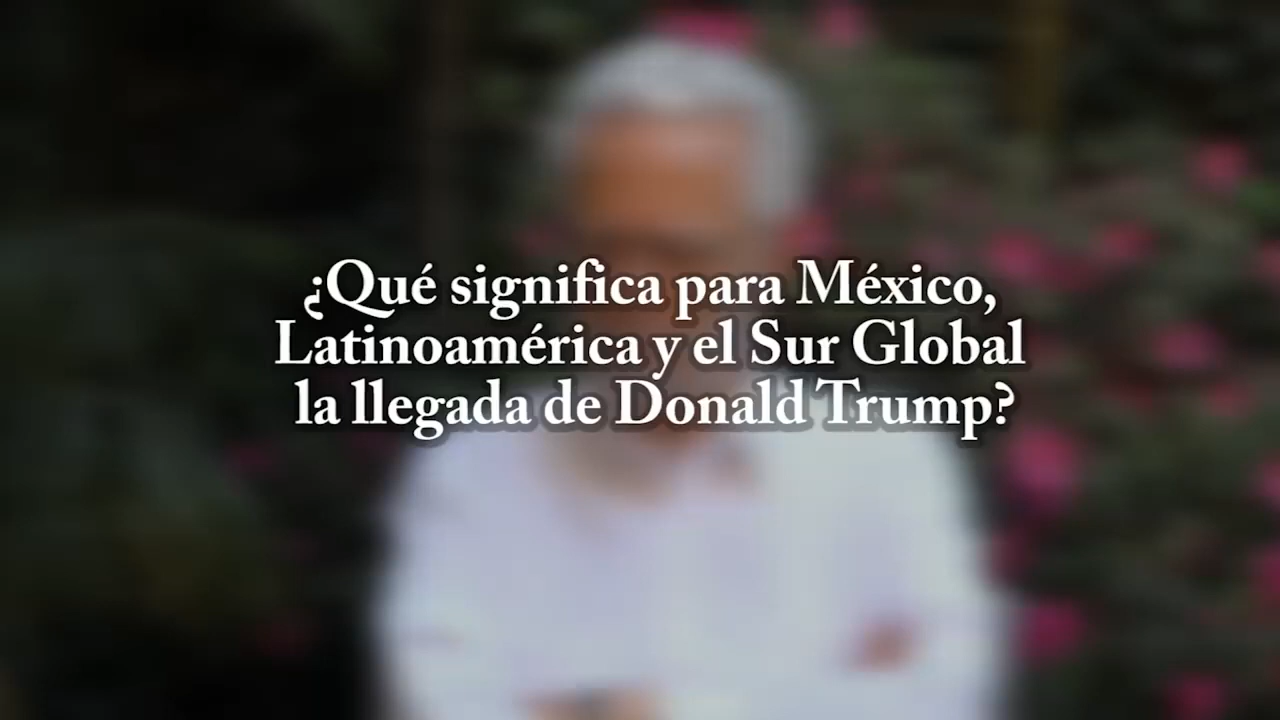 ¿Qué significa para México,
Latinoamérica y el Sur Global
la llegada de Donald Trump?